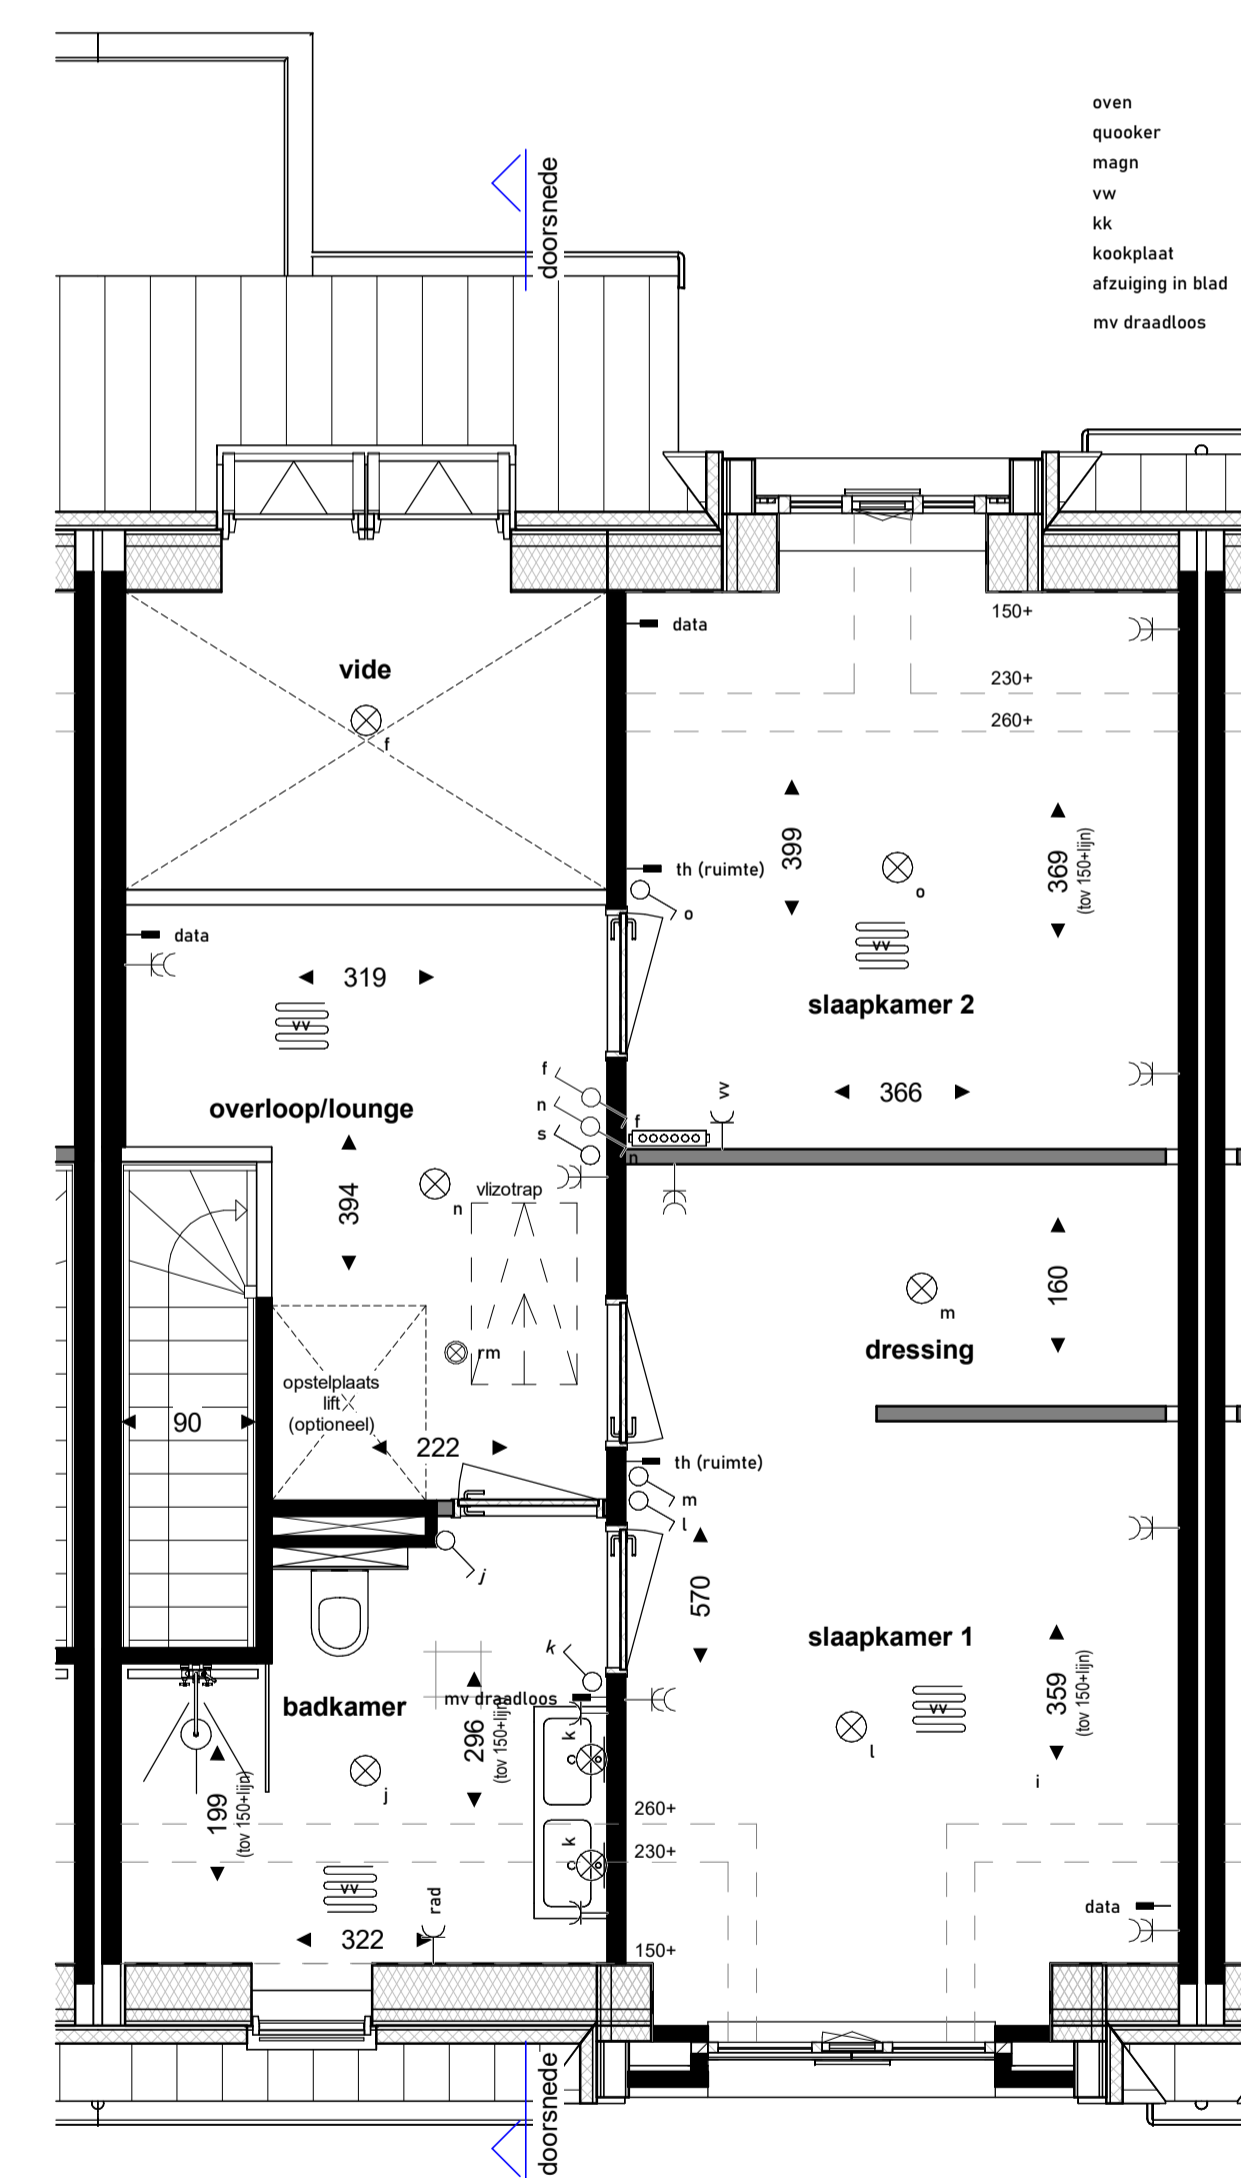 oven
quooker
magn
vw
kk
kookplaat
afzuiging in blad
mv draadloos
doorsnede
150+
data
230+
vide
260+
f
399
369
(tov 150+lijn)
th (ruimte)
o
o
data
vv
319
slaapkamer 2
vv
f
366
vv
n
overloop/lounge
f
s
n
vlizotrap
394
n
160
m
rm
dressing
opstelplaats
lift
(optioneel)
90
222
th (ruimte)
m
l
j
570
slaapkamer 1
k
359
(tov 150+lijn)
mv draadloos
badkamer
vv
296
(tov 150+lijn)
k
l
i
j
199
(tov 150+lijn)
260+
k
230+
vv
rad
data
322
150+
doorsnede